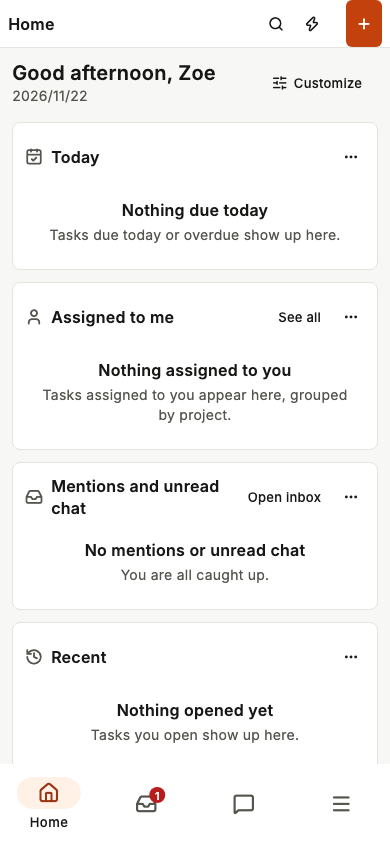 Home
Good afternoon, Zoe
2026/11/22
Customize
Today
Nothing due today
Tasks due today or overdue show up here.
Assigned to me
See all
Nothing assigned to you
Tasks assigned to you appear here, grouped
by project.
Mentions and unread
chat
Open inbox
No mentions or unread chat
You are all caught up.
Recent
Nothing opened yet
Tasks you open show up here.
1
Home